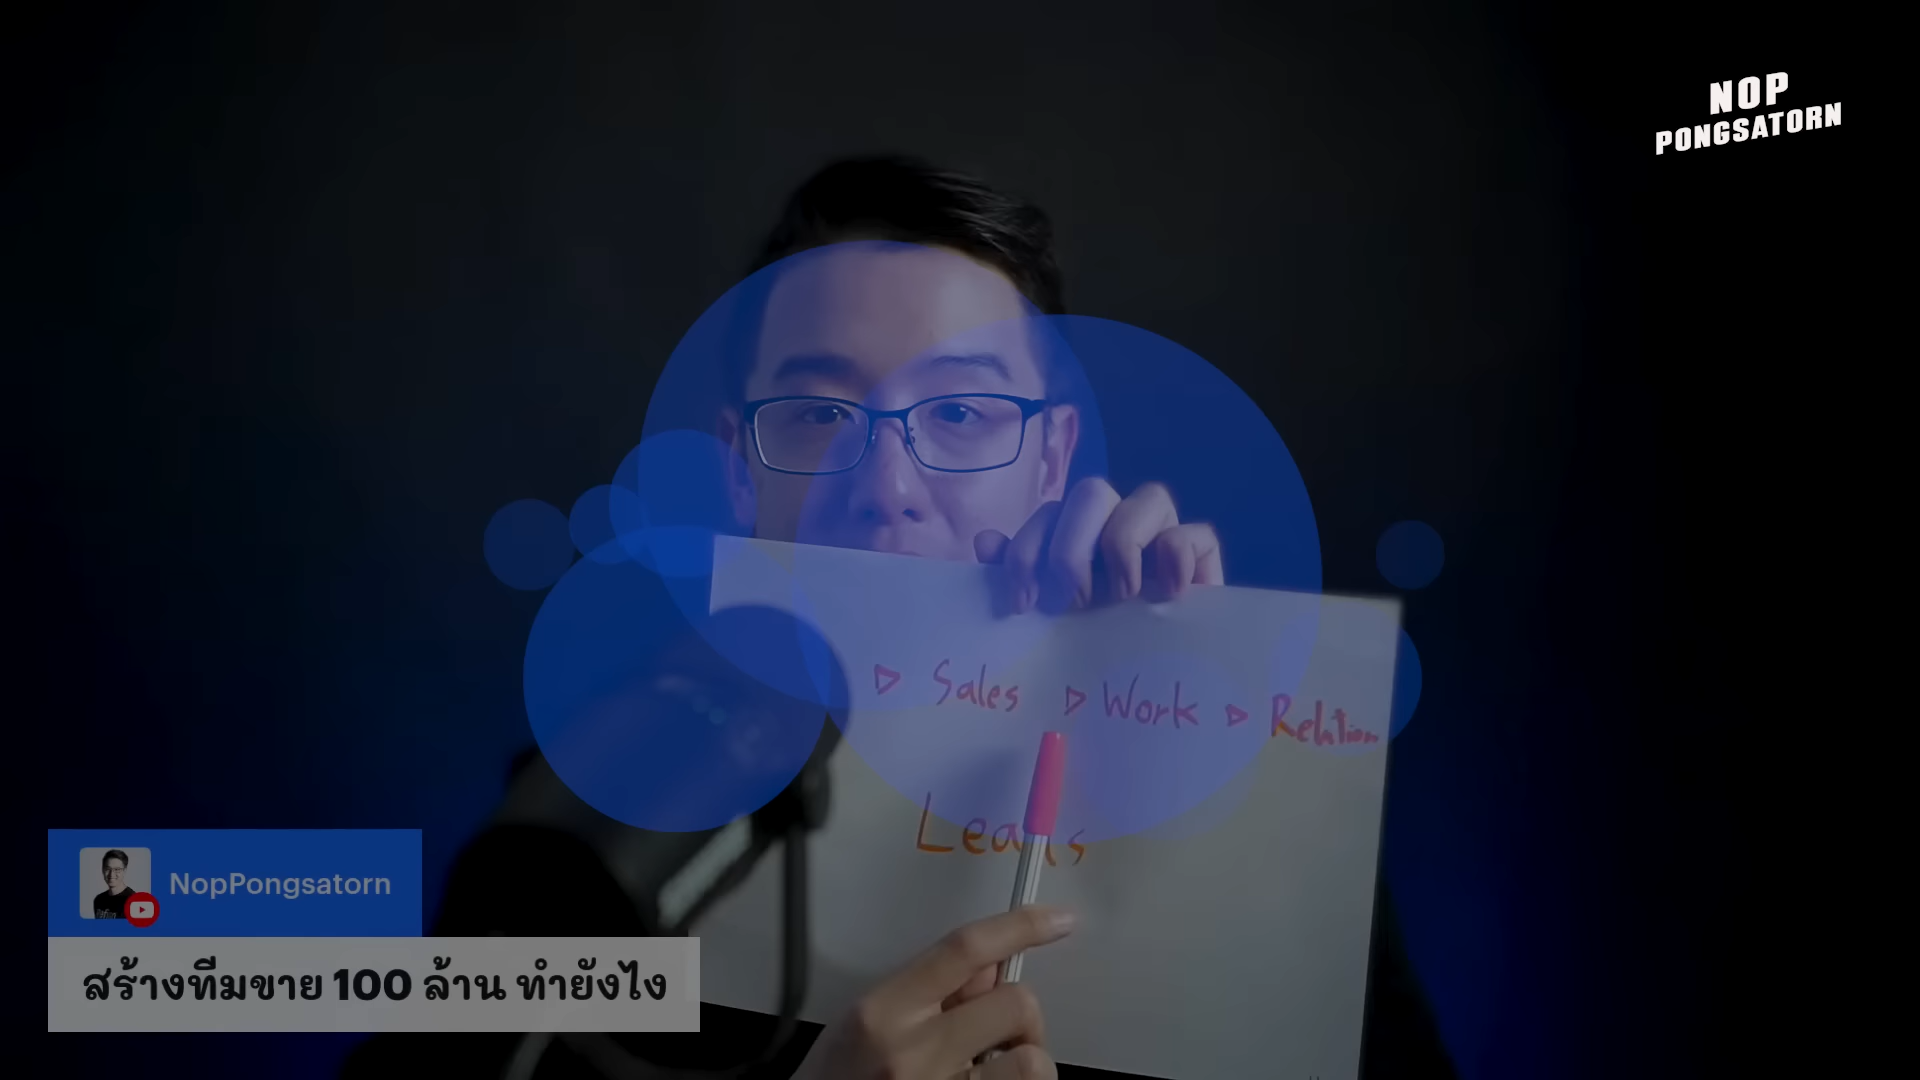 NOP
PONGSATORN
▷ Sales ▷ Work ▷ Reltion
NopPongsatorn
สร้างทีมขาย 100 ล้าน ทำยังไง